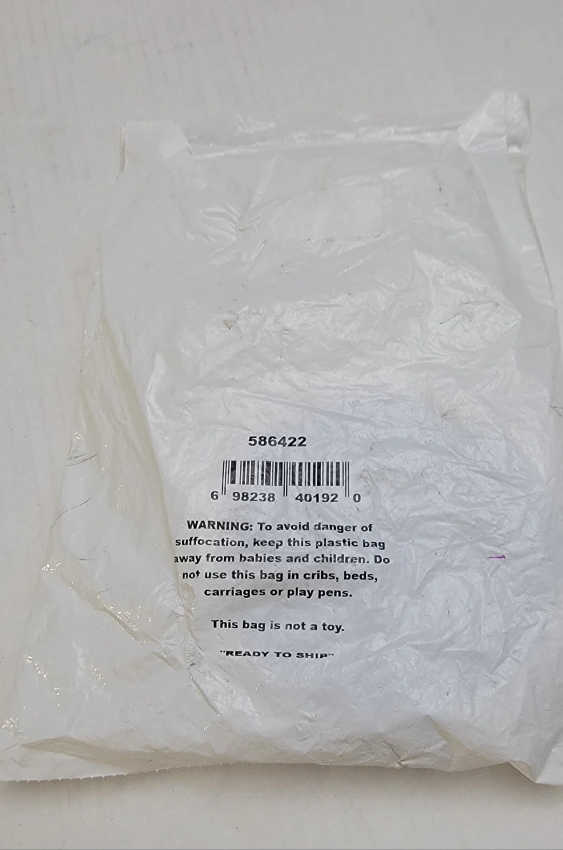 586422
6 98238 40192 0
WARNING: To avoid danger of
suffocation, keep this plastic bag
away from babies and children. Do
not use this bag in cribs, beds,
carriages or play pens.
This bag is not a toy.
"READY TO SHIP"